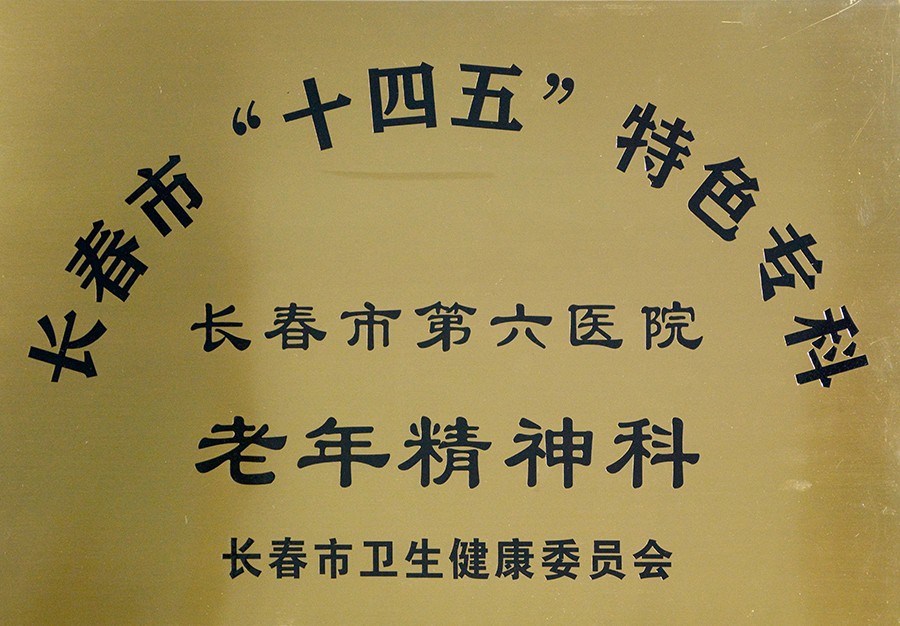 长春市“十四五”特色专科
长春市第六医院
老年精神科
长春市卫生健康委员会